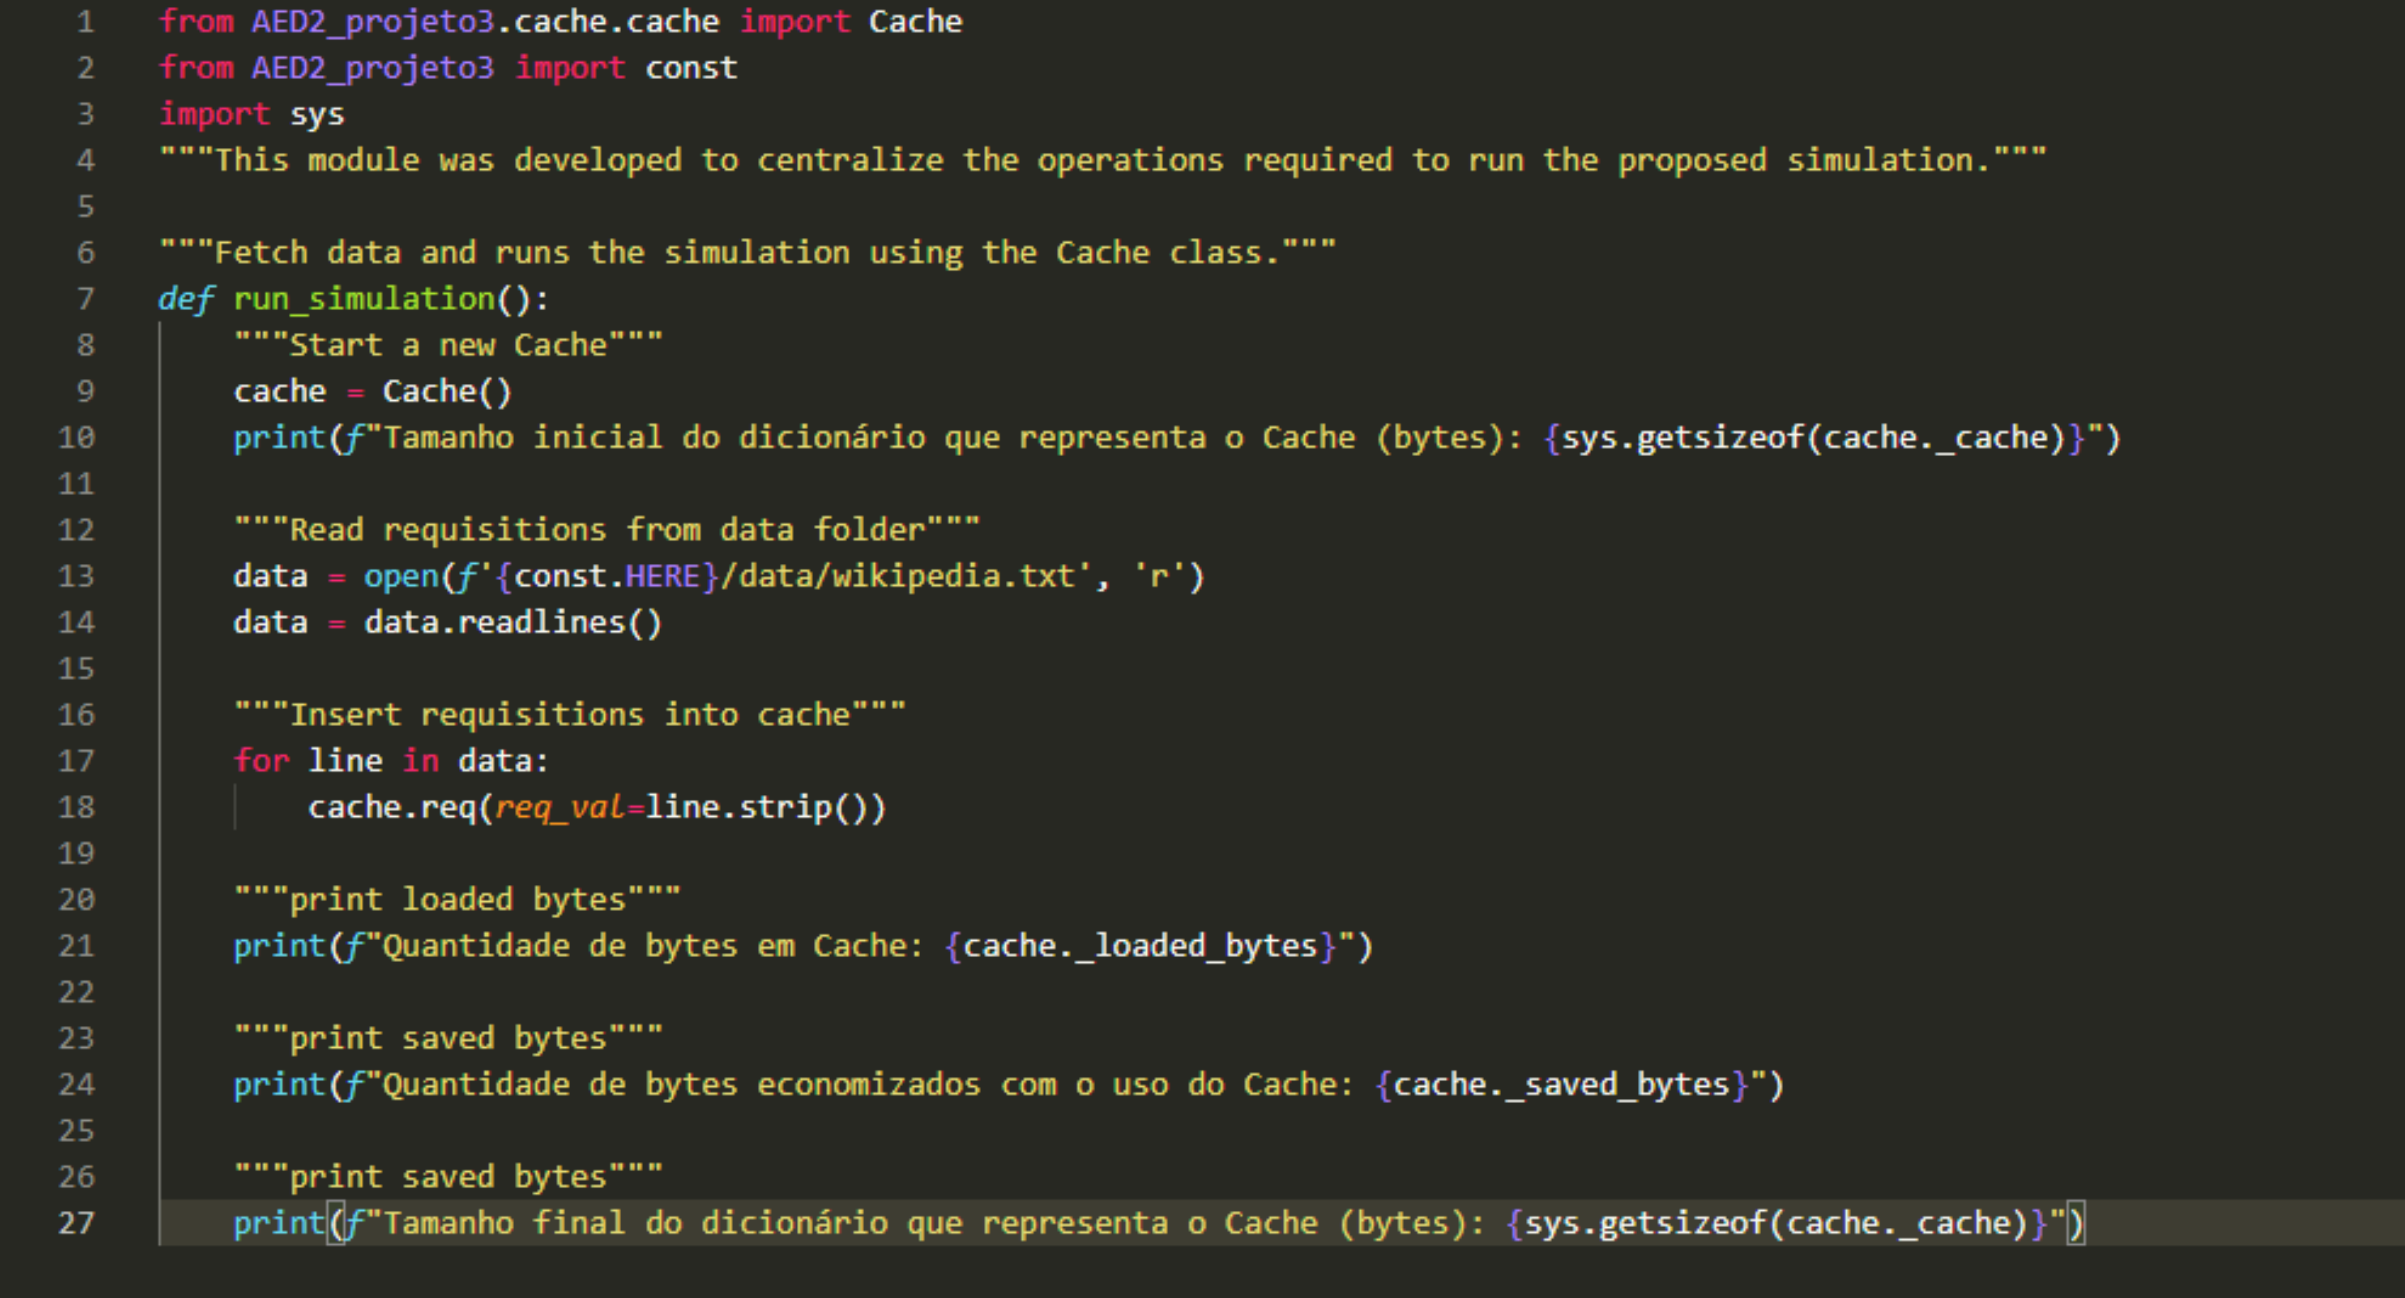 1 from AED2_projeto3.cache.cache import Cache
2 from AED2_projeto3 import const
3 import sys
4 """This module was developed to centralize the operations required to run the proposed simulation."""
5
6 """Fetch data and runs the simulation using the Cache class."""
7 def run_simulation():
8     """Start a new Cache"""
9     cache = Cache()
10     print(f"Tamanho inicial do dicionário que representa o Cache (bytes): {sys.getsizeof(cache._cache)}")
11
12     """Read requisitions from data folder"""
13     data = open(f'{const.HERE}/data/wikipedia.txt', 'r')
14     data = data.readlines()
15
16     """Insert requisitions into cache"""
17     for line in data:
18         cache.req(req_val=line.strip())
19
20     """print loaded bytes"""
21     print(f"Quantidade de bytes em Cache: {cache._loaded_bytes}")
22
23     """print saved bytes"""
24     print(f"Quantidade de bytes economizados com o uso do Cache: {cache._saved_bytes}")
25
26     """print saved bytes"""
27     print(f"Tamanho final do dicionário que representa o Cache (bytes): {sys.getsizeof(cache._cache)}")